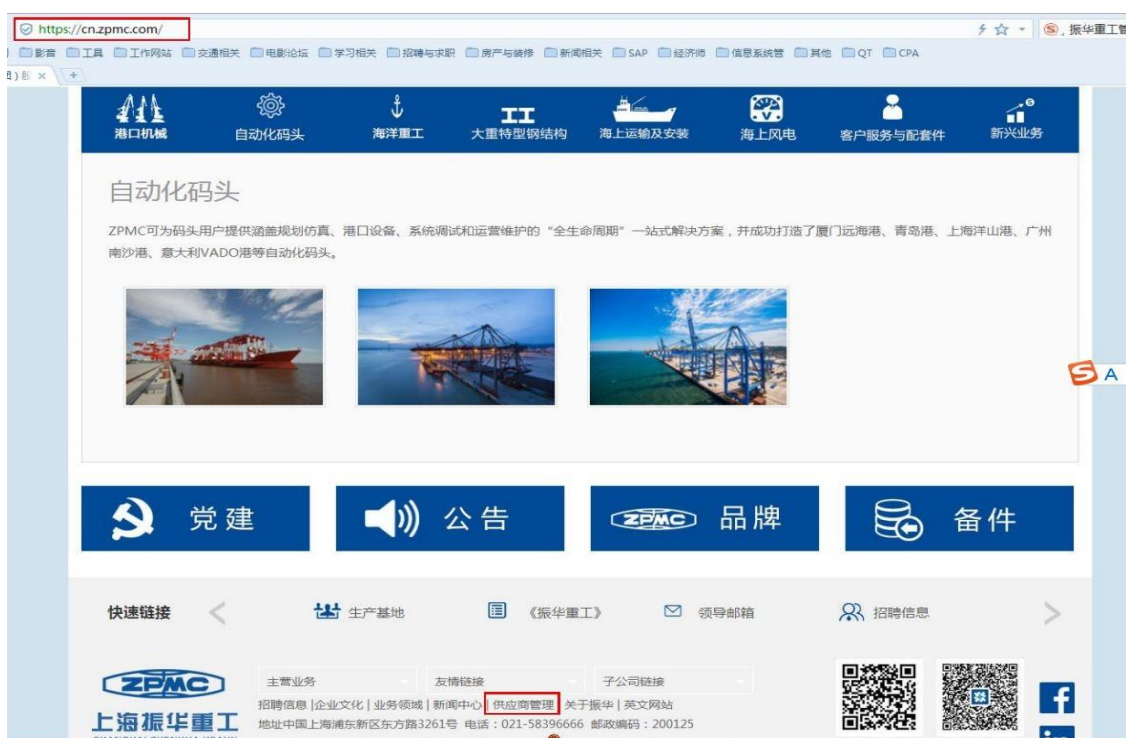 https://cn.zpmc.com/
振华重工
影音 工具 工作网站 交通相关 电影论坛 学习相关 招聘与求职 房产与装修 新闻相关 SAP 经济师 信息系统管 其他 QT CPA
港口机械 自动化码头 海洋重工 大重特型钢结构 海上运输及安装 海上风电 客户服务与配套件 新兴业务
自动化码头
ZPMC可为码头用户提供涵盖规划仿真、港口设备、系统调试和运营维护的“全生命周期”一站式解决方案,并成功打造了厦门远海港、青岛港、上海洋山港、广州
南沙港、意大利VADO港等自动化码头。
A
党建 公告 ZPMC 品牌 备件
快速链接 生产基地 《振华重工》 领导邮箱 招聘信息
ZPMC
主营业务 友情链接 子公司链接
招聘信息 |企业文化 | 业务领域 | 新闻中心 | 供应商管理 | 关于振华 | 英文网站
上海振华重工
地址中国上海浦东新区东方路3261号 电话:021-58396666 邮政编码:200125